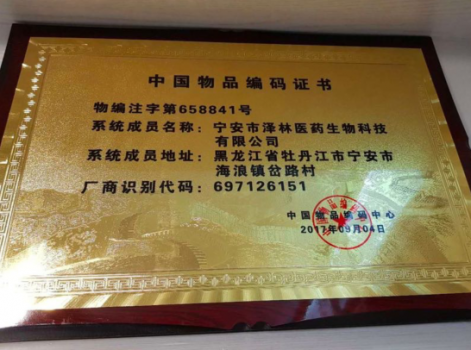 中国物品编码证书
物编注字第658841号
系统成员名称：宁安市泽林医药生物科技
有限公司
系统成员地址：黑龙江省牡丹江市宁安市
海浪镇岔路村
厂商识别代码：697126151
中国物品编码中心
2017年09月04日